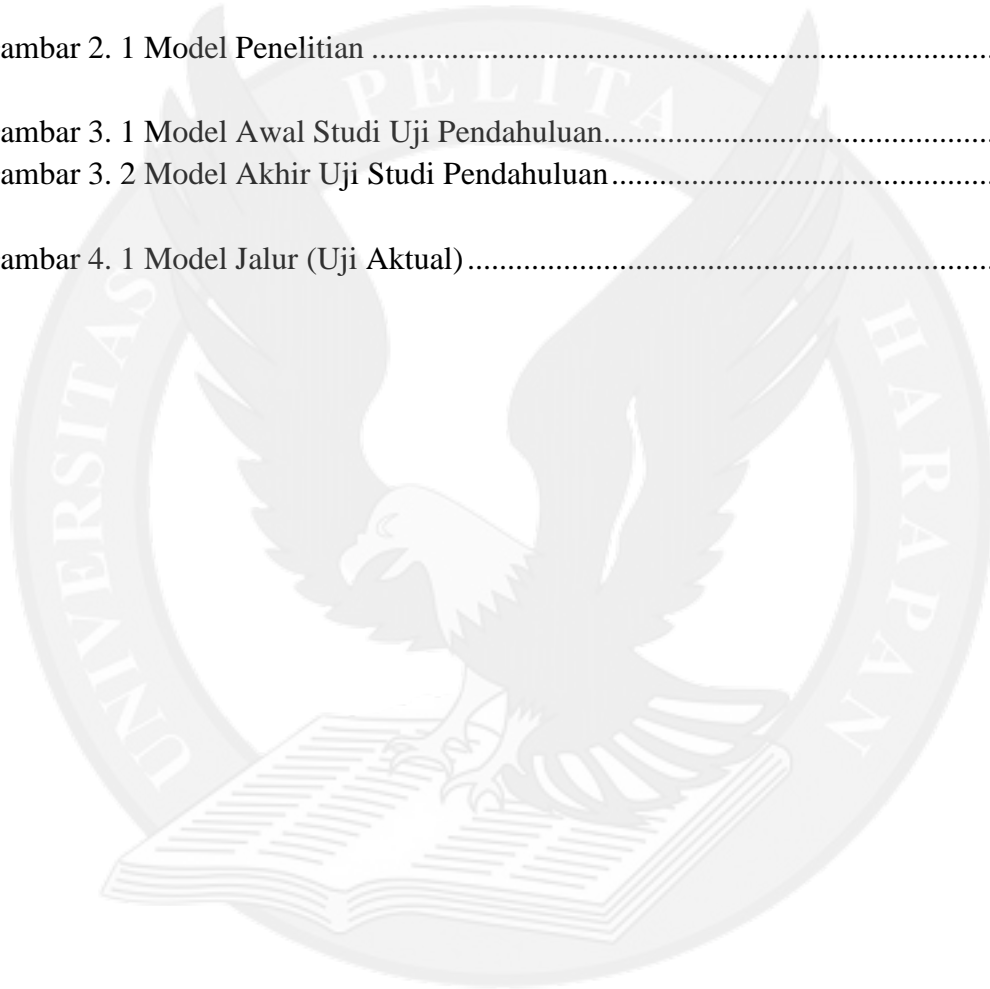 ambar 2. 1 Model Penelitian ...............................................................................
ambar 3. 1 Model Awal Studi Uji Pendahuluan..................................................
ambar 3. 2 Model Akhir Uji Studi Pendahuluan.................................................
ambar 4. 1 Model Jalur (Uji Aktual)...................................................................
UNIVERSITAS PELITA HARAPAN